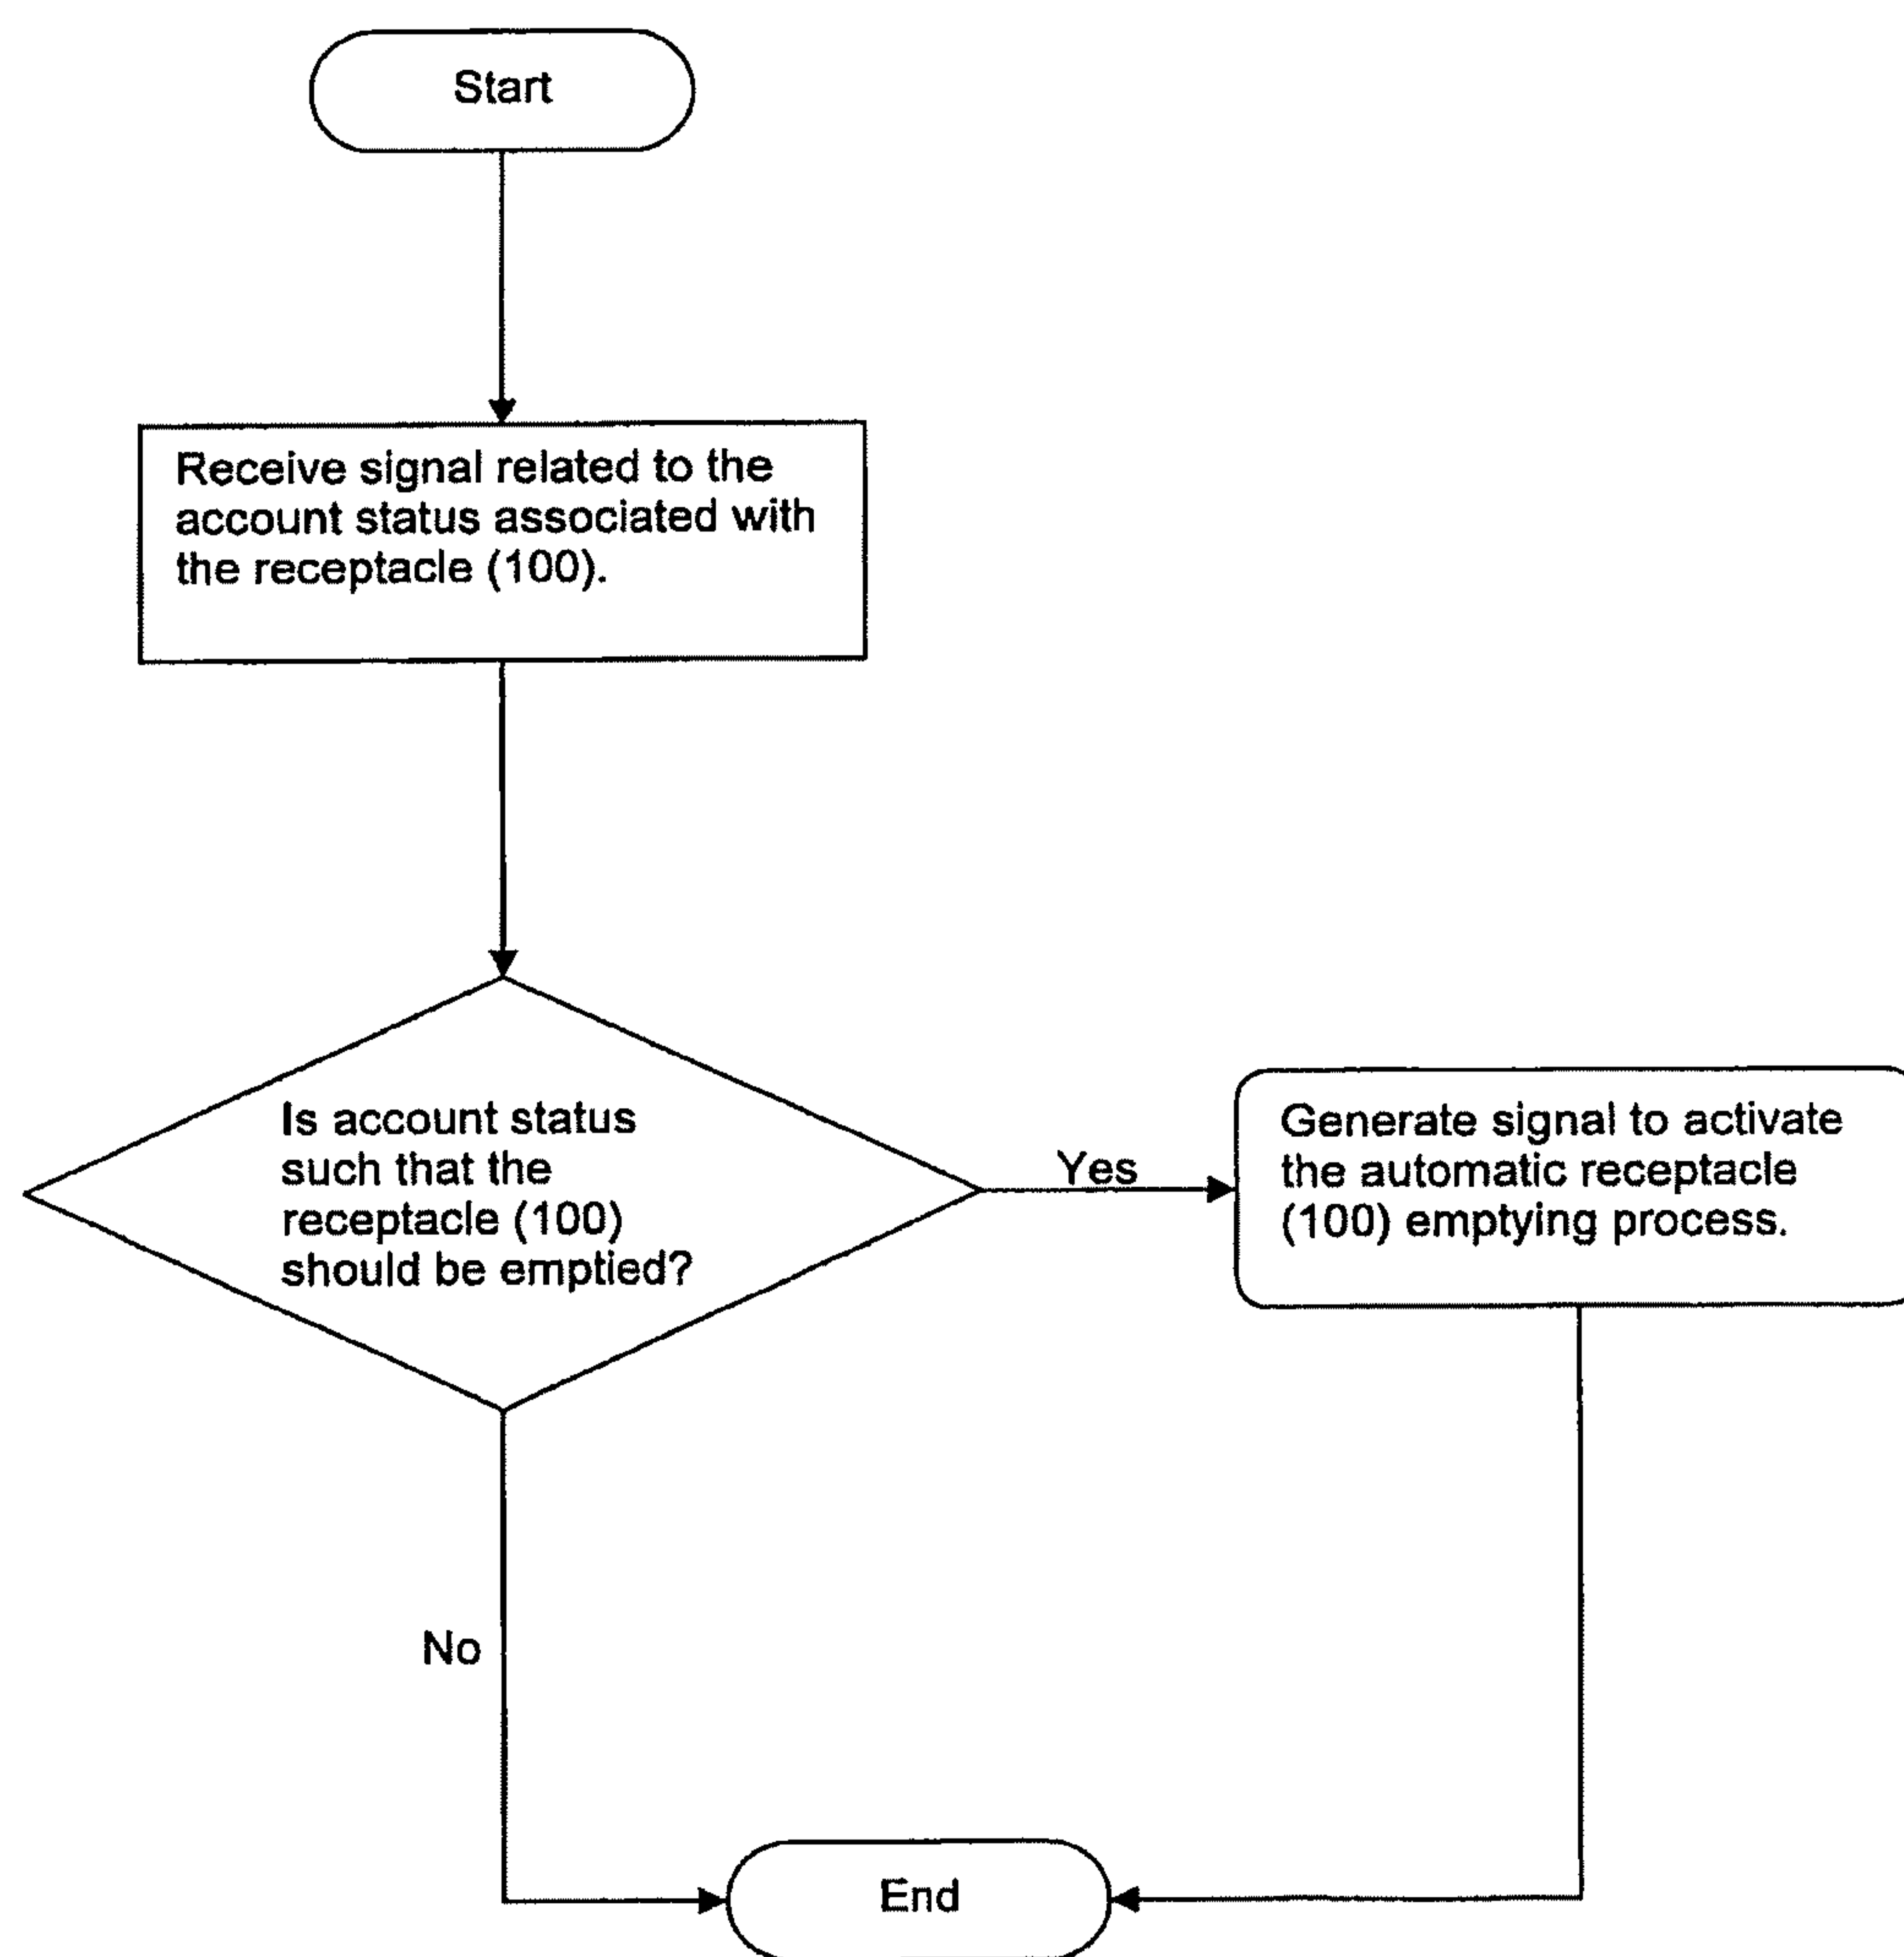 Start
Receive signal related to the
account status associated with
the receptacle (100).
Is account status
such that the
receptacle (100)
should be emptied?
Yes
Generate signal to activate
the automatic receptacle
(100) emptying process.
No
End